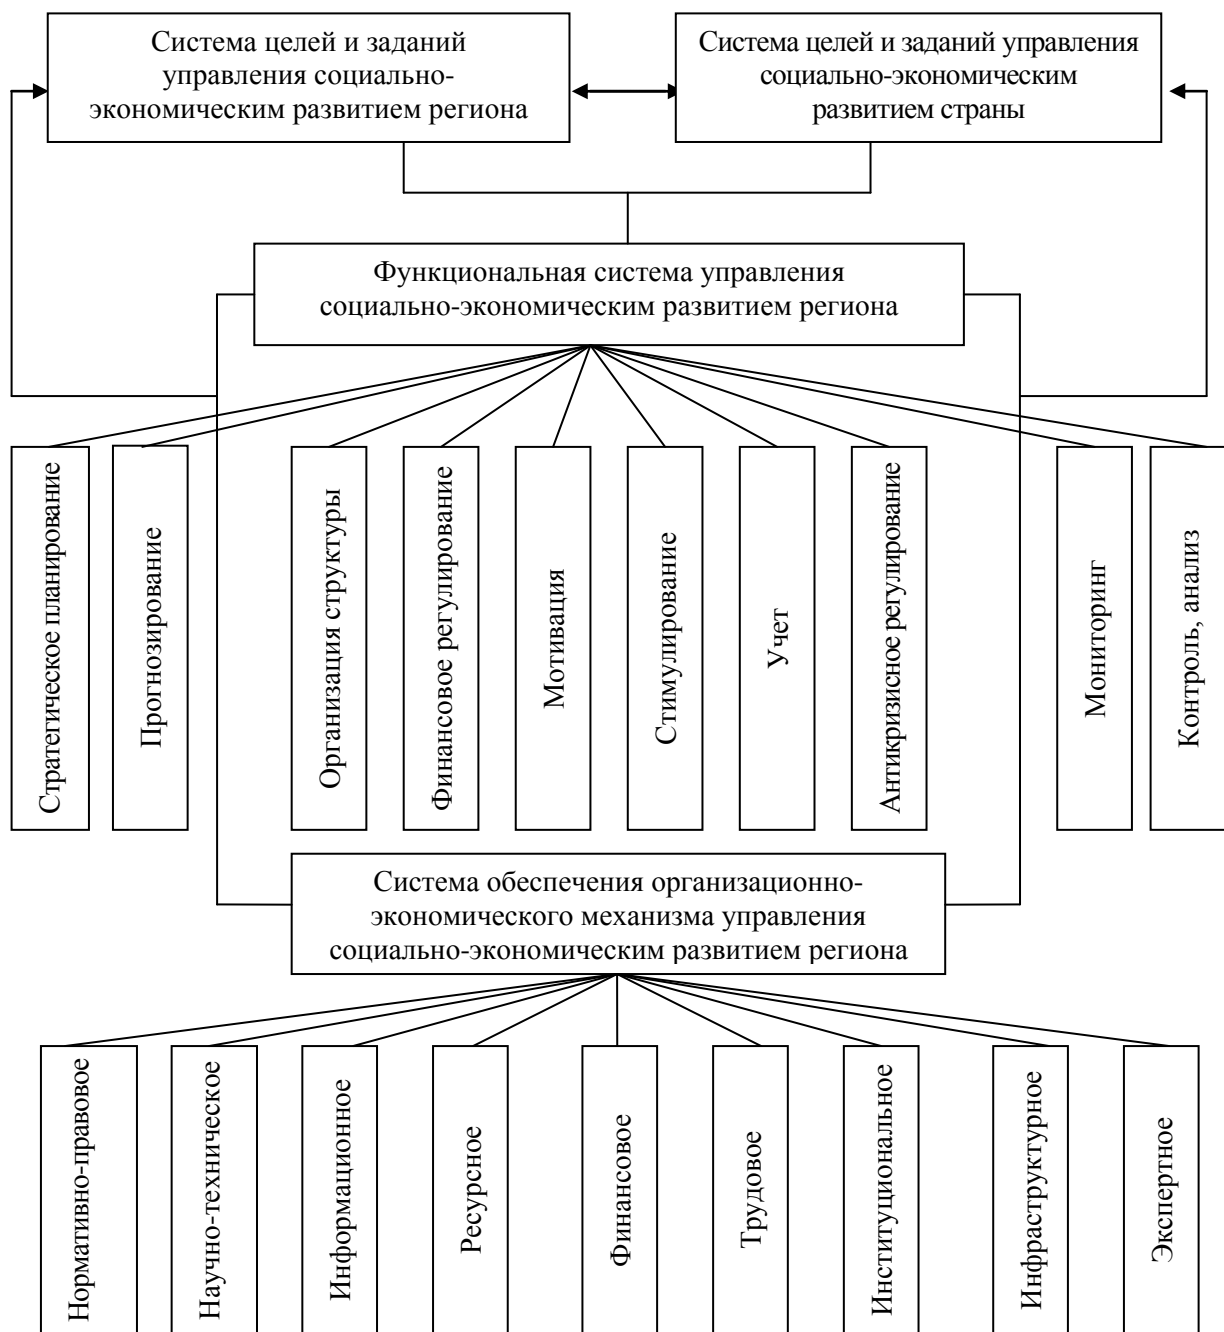 Система целей и заданий
управления социально-
экономическим развитием региона
Система целей и заданий управления
социально-экономическим
развитием страны
Функциональная система управления
социально-экономическим развитием региона
Стратегическое планирование
Прогнозирование
Организация структуры
Финансовое регулирование
Мотивация
Стимулирование
Учет
Антикризисное регулирование
Мониторинг
Контроль, анализ
Система обеспечения организационно-
экономического механизма управления
социально-экономическим развитием региона
Нормативно-правовое
Научно-техническое
Информационное
Ресурсное
Финансовое
Трудовое
Институциональное
Инфраструктурное
Экспертное